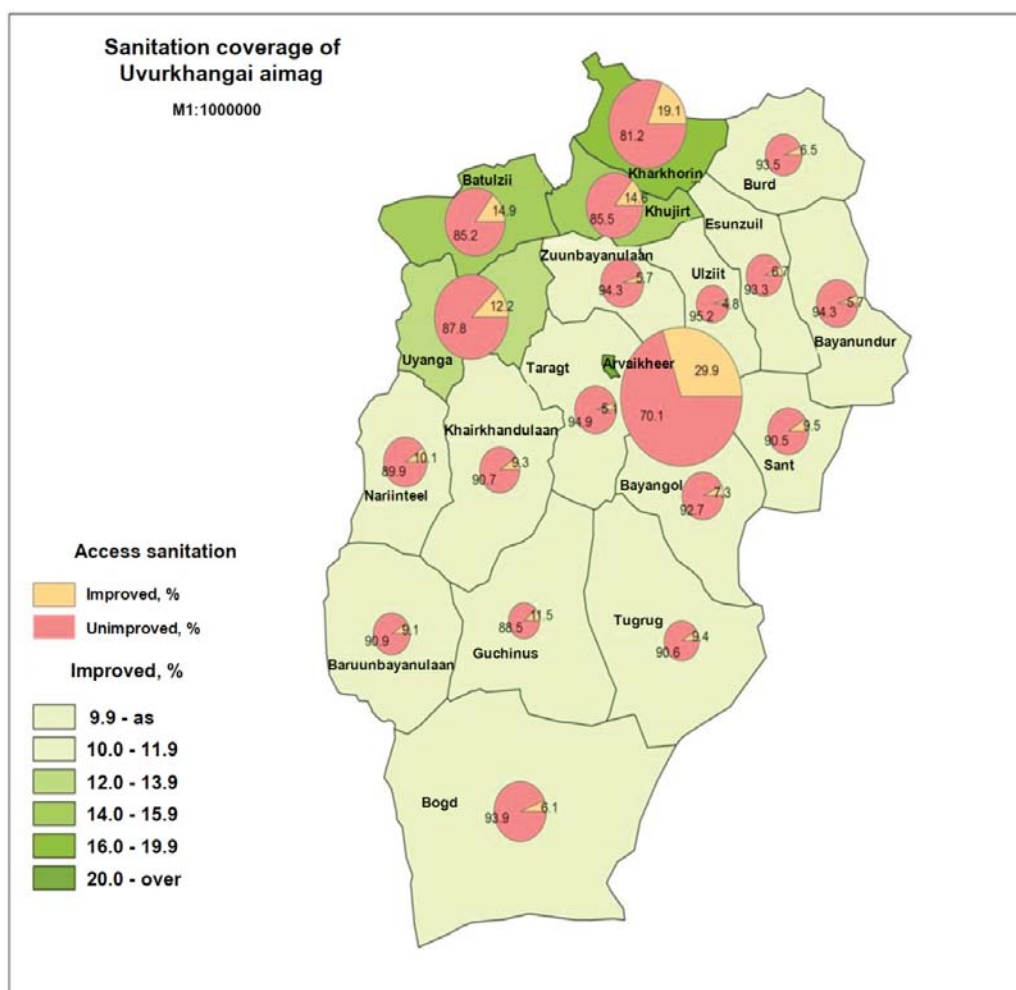 Sanitation coverage of
Uvurkhangai aimag
M1:1000000
19.1
81.2
Kharkhorin
6.5
93.5
Burd
Batulzii
14.9
85.2
14.6
85.5
Khujirt
Esunzuil
6.7
93.3
Zuunbayanulaan
5.7
94.3
Ulziit
4.8
95.2
5.7
94.3
Bayanundur
12.2
87.8
Uyanga
Taragt
5.1
94.9
Arvaikheer
29.9
70.1
9.5
90.5
Sant
Khairkhandulaan
9.3
90.7
10.1
89.9
Nariinteel
Bayangol
7.3
92.7
Access sanitation
Improved, %
Unimproved, %
Improved, %
9.9 - as
10.0 - 11.9
12.0 - 13.9
14.0 - 15.9
16.0 - 19.9
20.0 - over
9.1
90.9
Baruunbayanulaan
11.5
88.5
Guchinus
Tugrug
9.4
90.6
Bogd
6.1
93.9